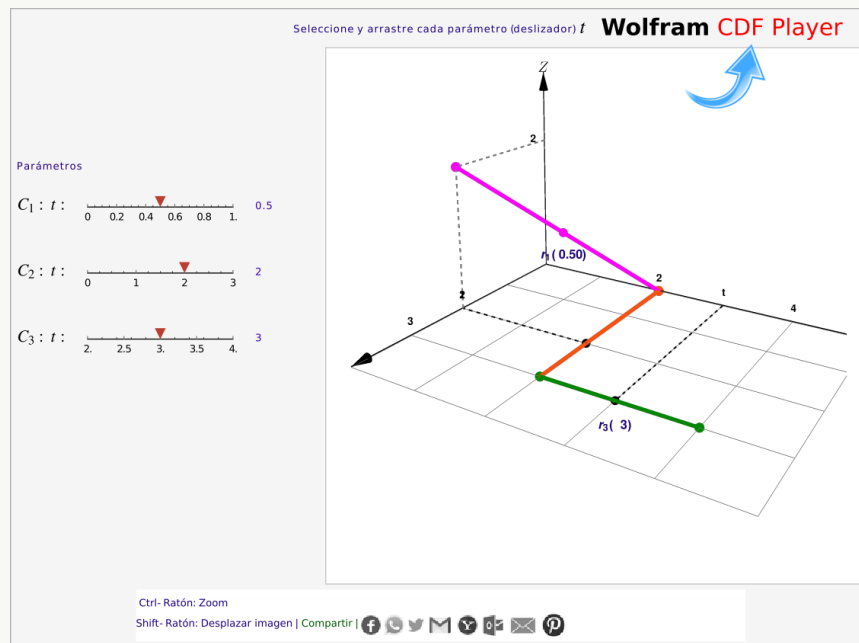 Seleccione y arrastre cada parámetro (deslizador) t Wolfram CDF Player
Z
2
Parámetros
C₁ : t :
0 0.2 0.4 0.6 0.8 1.
0.5
r₁( 0.50)
C₂ : t :
0 1 2 3
2
2
t
4
3
C₃ : t :
2. 2.5 3. 3.5 4.
3
r₃( 3)
Ctrl- Ratón: Zoom
Shift- Ratón: Desplazar imagen | Compartir |